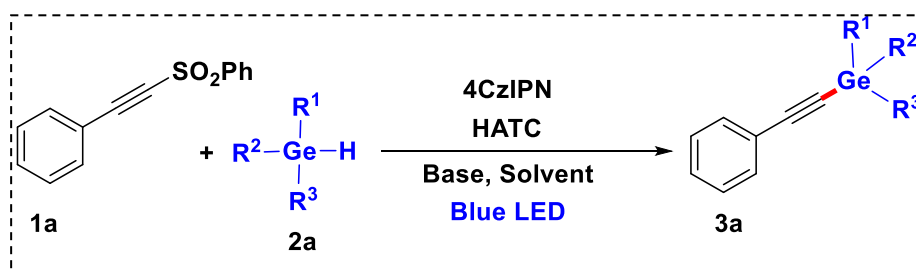 SO2Ph
1a
+
R1
R2 Ge H
R3
2a
4CzIPN
HATC
Base, Solvent
Blue LED
R1
R2
Ge
R3
3a